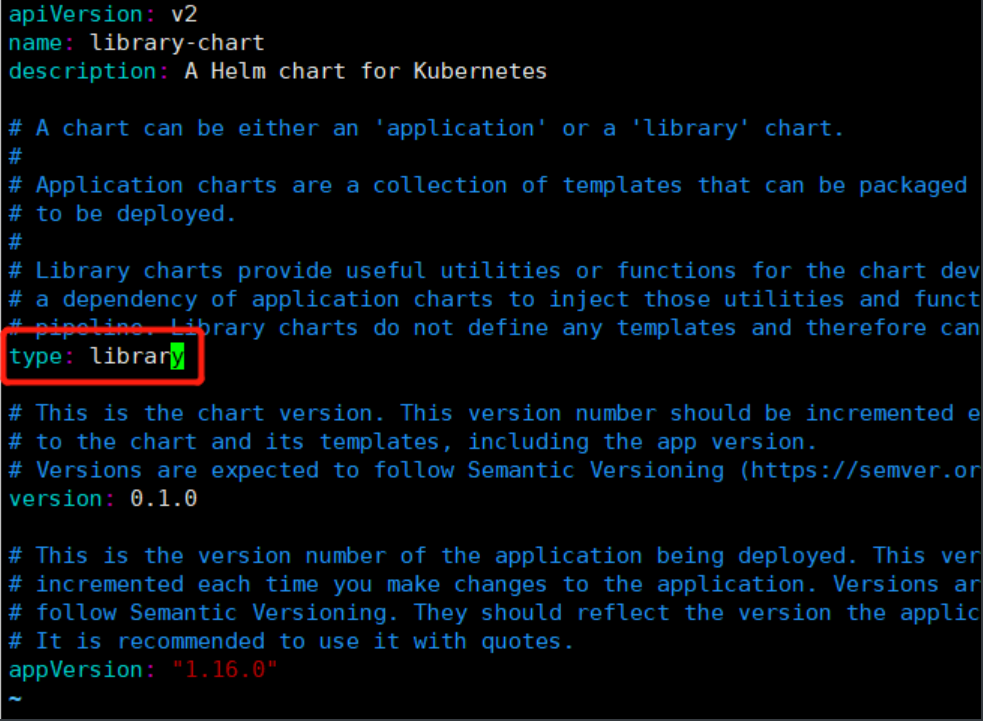 apiVersion: v2
name: library-chart
description: A Helm chart for Kubernetes
# A chart can be either an 'application' or a 'library' chart.
#
# Application charts are a collection of templates that can be packaged
# to be deployed.
#
# Library charts provide useful utilities or functions for the chart dev
# a dependency of application charts to inject those utilities and funct
# pipeline. Library charts do not define any templates and therefore can
type: library
# This is the chart version. This version number should be incremented e
# to the chart and its templates, including the app version.
# Versions are expected to follow Semantic Versioning (https://semver.or
version: 0.1.0
# This is the version number of the application being deployed. This ver
# incremented each time you make changes to the application. Versions ar
# follow Semantic Versioning. They should reflect the version the applic
# It is recommended to use it with quotes.
appVersion: "1.16.0"
~